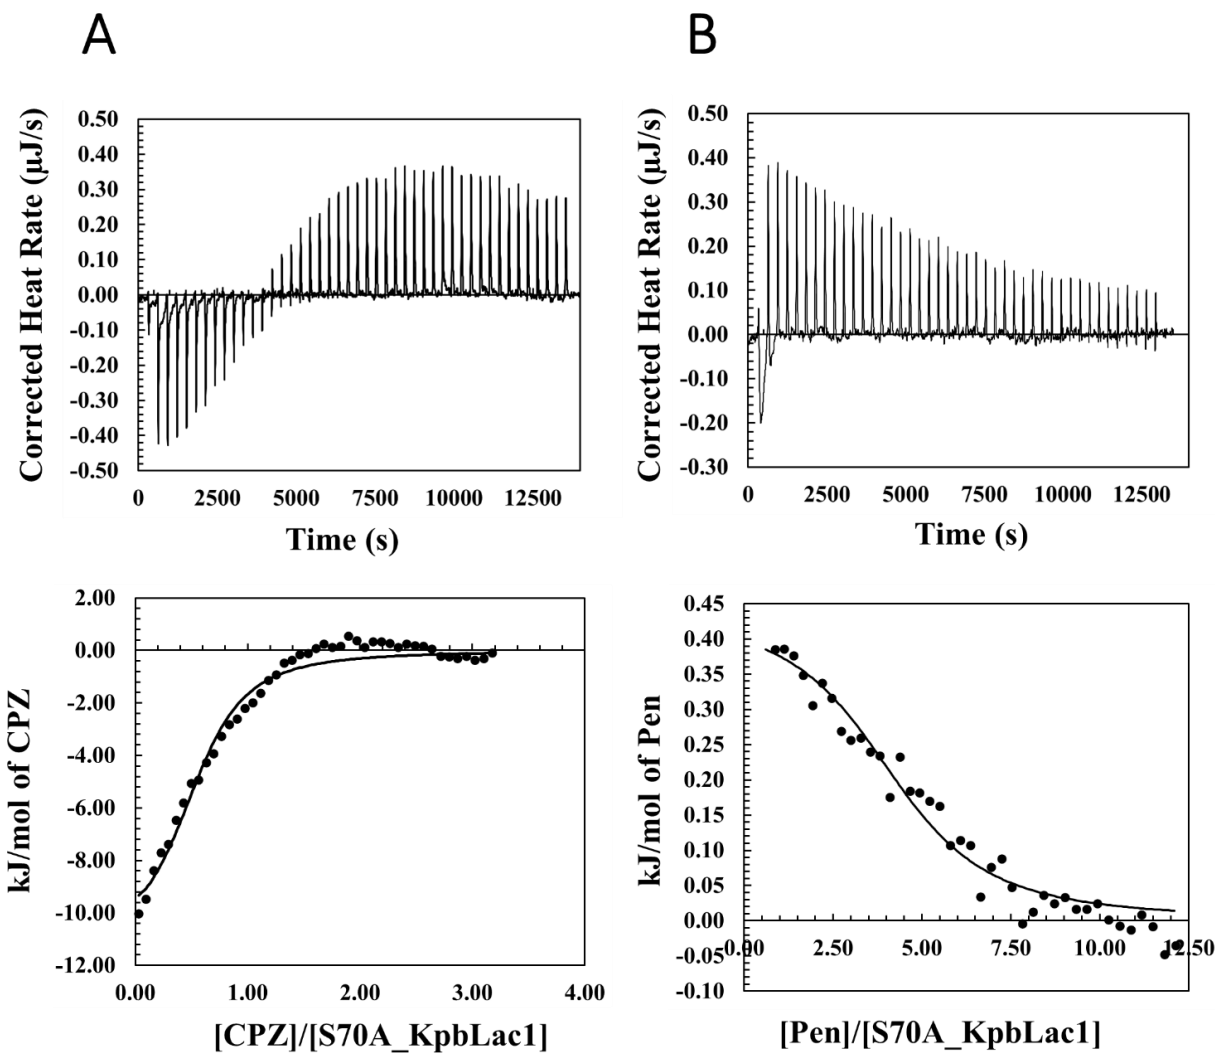 A
B
Corrected Heat Rate (µJ/s)
0.50
0.40
0.30
0.20
0.10
0.00
-0.10
-0.20
-0.30
-0.40
-0.50
0 2500 5000 7500 10000 12500
Time (s)
Corrected Heat Rate (µJ/s)
0.50
0.40
0.30
0.20
0.10
0.00
-0.10
-0.20
-0.30
0 2500 5000 7500 10000 12500
Time (s)
kJ/mol of CPZ
2.00
0.00
-2.00
-4.00
-6.00
-8.00
-10.00
-12.00
0.00 1.00 2.00 3.00 4.00
[CPZ]/[S70A_KpbLac1]
kJ/mol of Pen
0.45
0.40
0.35
0.30
0.25
0.20
0.15
0.10
0.05
0.00
-0.05
-0.10
0.00 2.50 5.00 7.50 10.00 12.50
[Pen]/[S70A_KpbLac1]